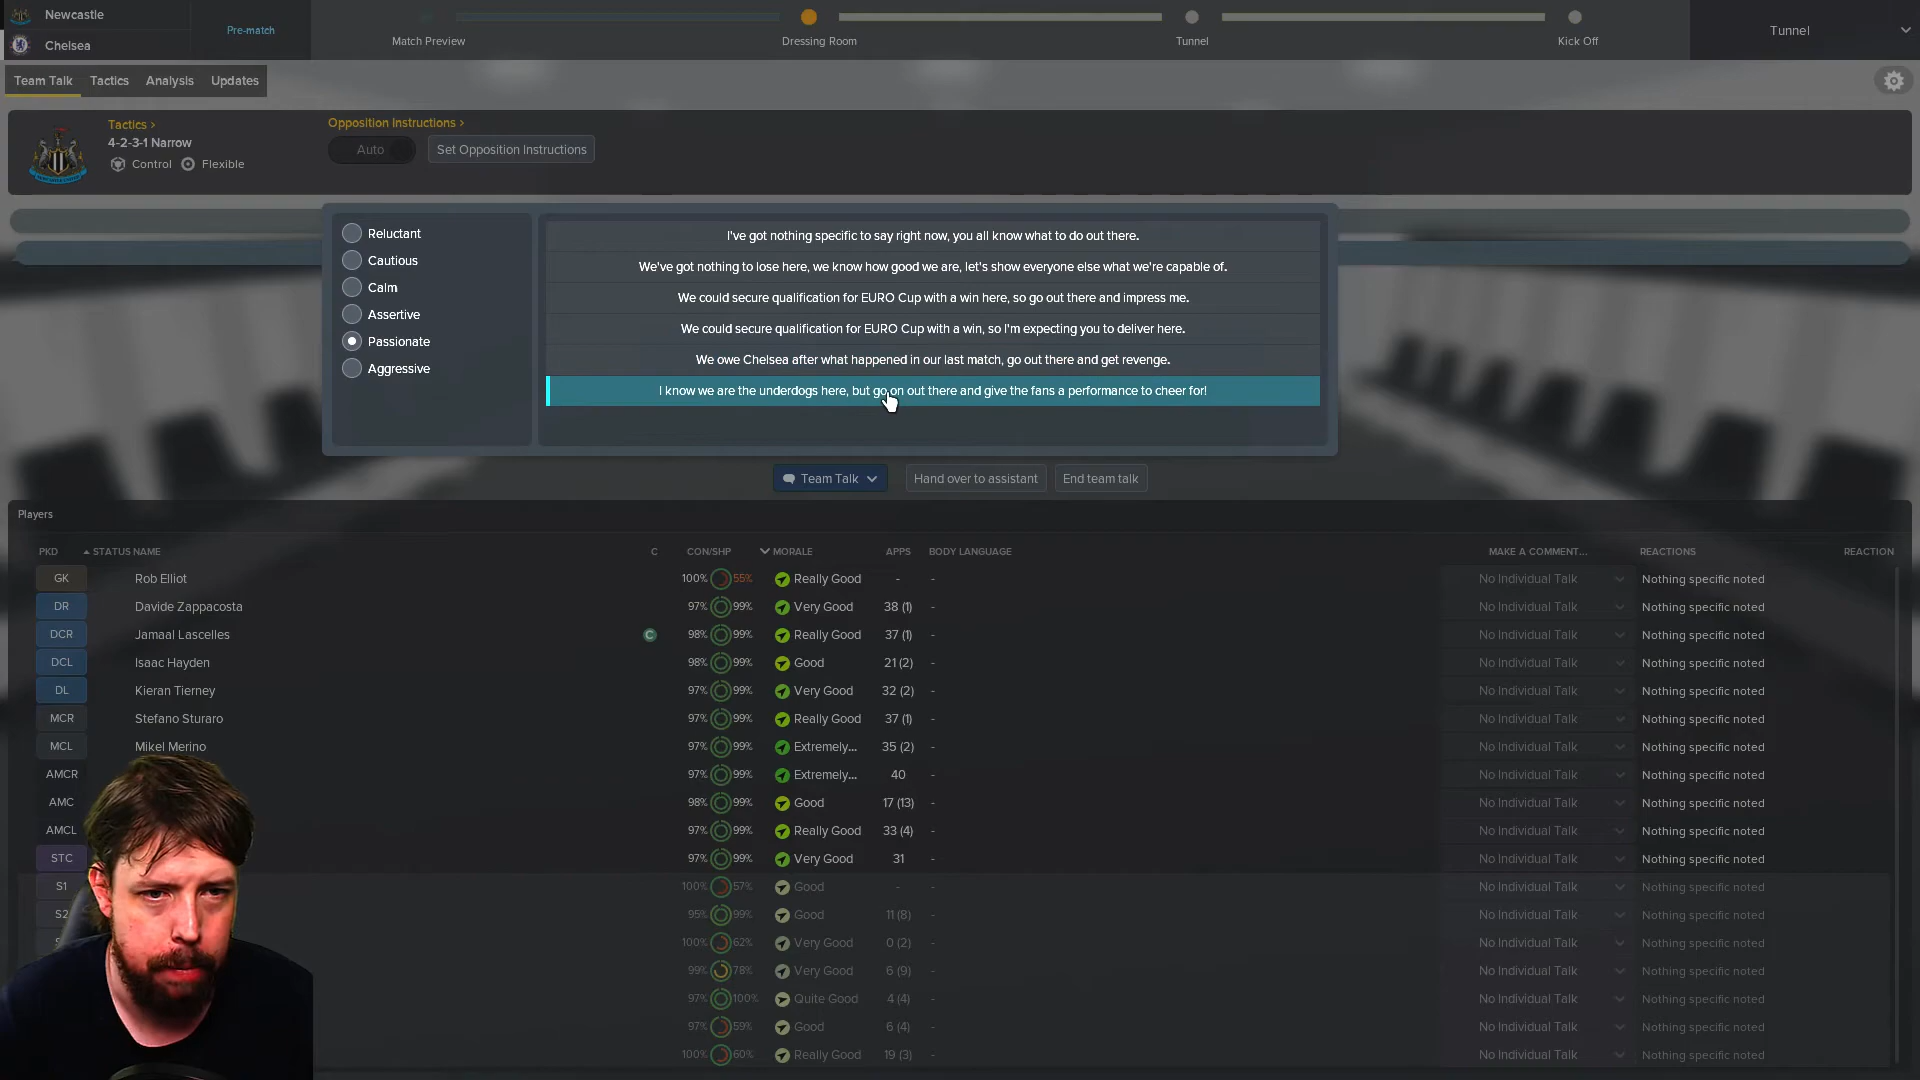 Newcastle
Chelsea
Pre-match
Match Preview
Dressing Room
Tunnel
Kick Off
Tunnel
Team Talk Tactics Analysis Updates
Tactics >
4-2-3-1 Narrow
Control Flexible
Opposition Instructions >
Auto Set Opposition Instructions
Reluctant
Cautious
Calm
Assertive
Passionate
Aggressive
I've got nothing specific to say right now, you all know what to do out there.
We've got nothing to lose here, we know how good we are, let's show everyone else what we're capable of.
We could secure qualification for EURO Cup with a win here, so go out there and impress me.
We could secure qualification for EURO Cup with a win, so I'm expecting you to deliver here.
We owe Chelsea after what happened in our last match, go out there and get revenge.
I know we are the underdogs here, but go on out there and give the fans a performance to cheer for!
Team Talk Hand over to assistant End team talk
Players
PKD STATUS NAME C CON/SHP MORALE APPS BODY LANGUAGE MAKE A COMMENT... REACTIONS REACTION
GK Rob Elliot 100% 55% Really Good - - No Individual Talk Nothing specific noted
DR Davide Zappacosta 97% 99% Very Good 38 (1) - No Individual Talk Nothing specific noted
DCR Jamaal Lascelles C 98% 99% Really Good 37 (1) - No Individual Talk Nothing specific noted
DCL Isaac Hayden 98% 99% Good 21 (2) - No Individual Talk Nothing specific noted
DL Kieran Tierney 97% 99% Very Good 32 (2) - No Individual Talk Nothing specific noted
MCR Stefano Sturaro 97% 99% Really Good 37 (1) - No Individual Talk Nothing specific noted
MCL Mikel Merino 97% 99% Extremely... 35 (2) - No Individual Talk Nothing specific noted
AMCR 97% 99% Extremely... 40 - No Individual Talk Nothing specific noted
AMC 98% 99% Good 17 (13) - No Individual Talk Nothing specific noted
AMCL 97% 99% Really Good 33 (4) - No Individual Talk Nothing specific noted
STC 97% 99% Very Good 31 - No Individual Talk Nothing specific noted
S1 100% 57% Good - - No Individual Talk Nothing specific noted
S2 95% 99% Good 11 (8) - No Individual Talk Nothing specific noted
100% 62% Very Good 0 (2) - No Individual Talk Nothing specific noted
99% 78% Very Good 6 (9) - No Individual Talk Nothing specific noted
97% 100% Quite Good 4 (4) - No Individual Talk Nothing specific noted
97% 59% Good 6 (4) - No Individual Talk Nothing specific noted
100% 60% Really Good 19 (3) - No Individual Talk Nothing specific noted